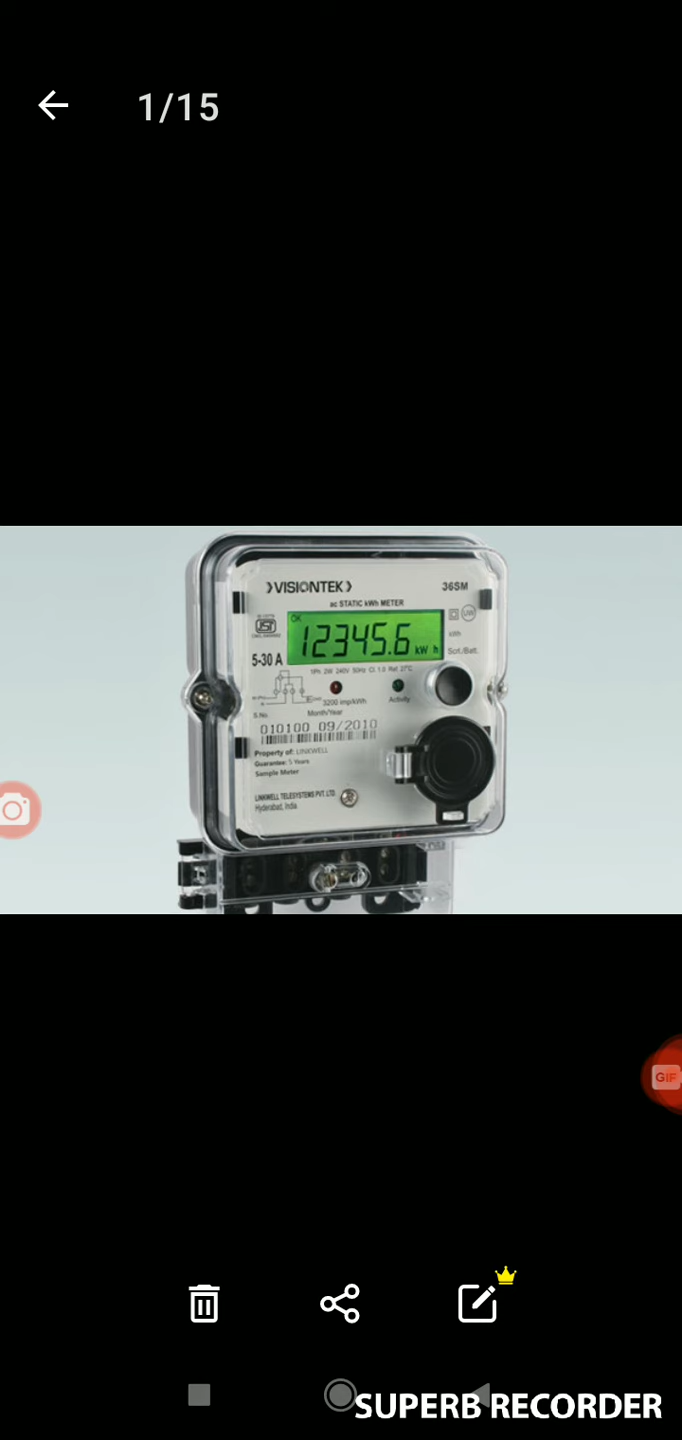 1/15
VISIONTEK
36SM
ac STATIC kWh METER
OK
12345.6 kW h
kWh
Scrl./Batt.
5-30 A
1Ph. 2W 240V 50Hz Cl. 1.0 Ref. 27°C
3200 imp/kWh
Activity
S.No.
Month/Year
010100 09/2010
Property of: LINKWELL
Guarantee: 5 Years
Sample Meter
LINKWELL TELESYSTEMS PVT. LTD.
Hyderabad, India
GIF
SUPERB RECORDER